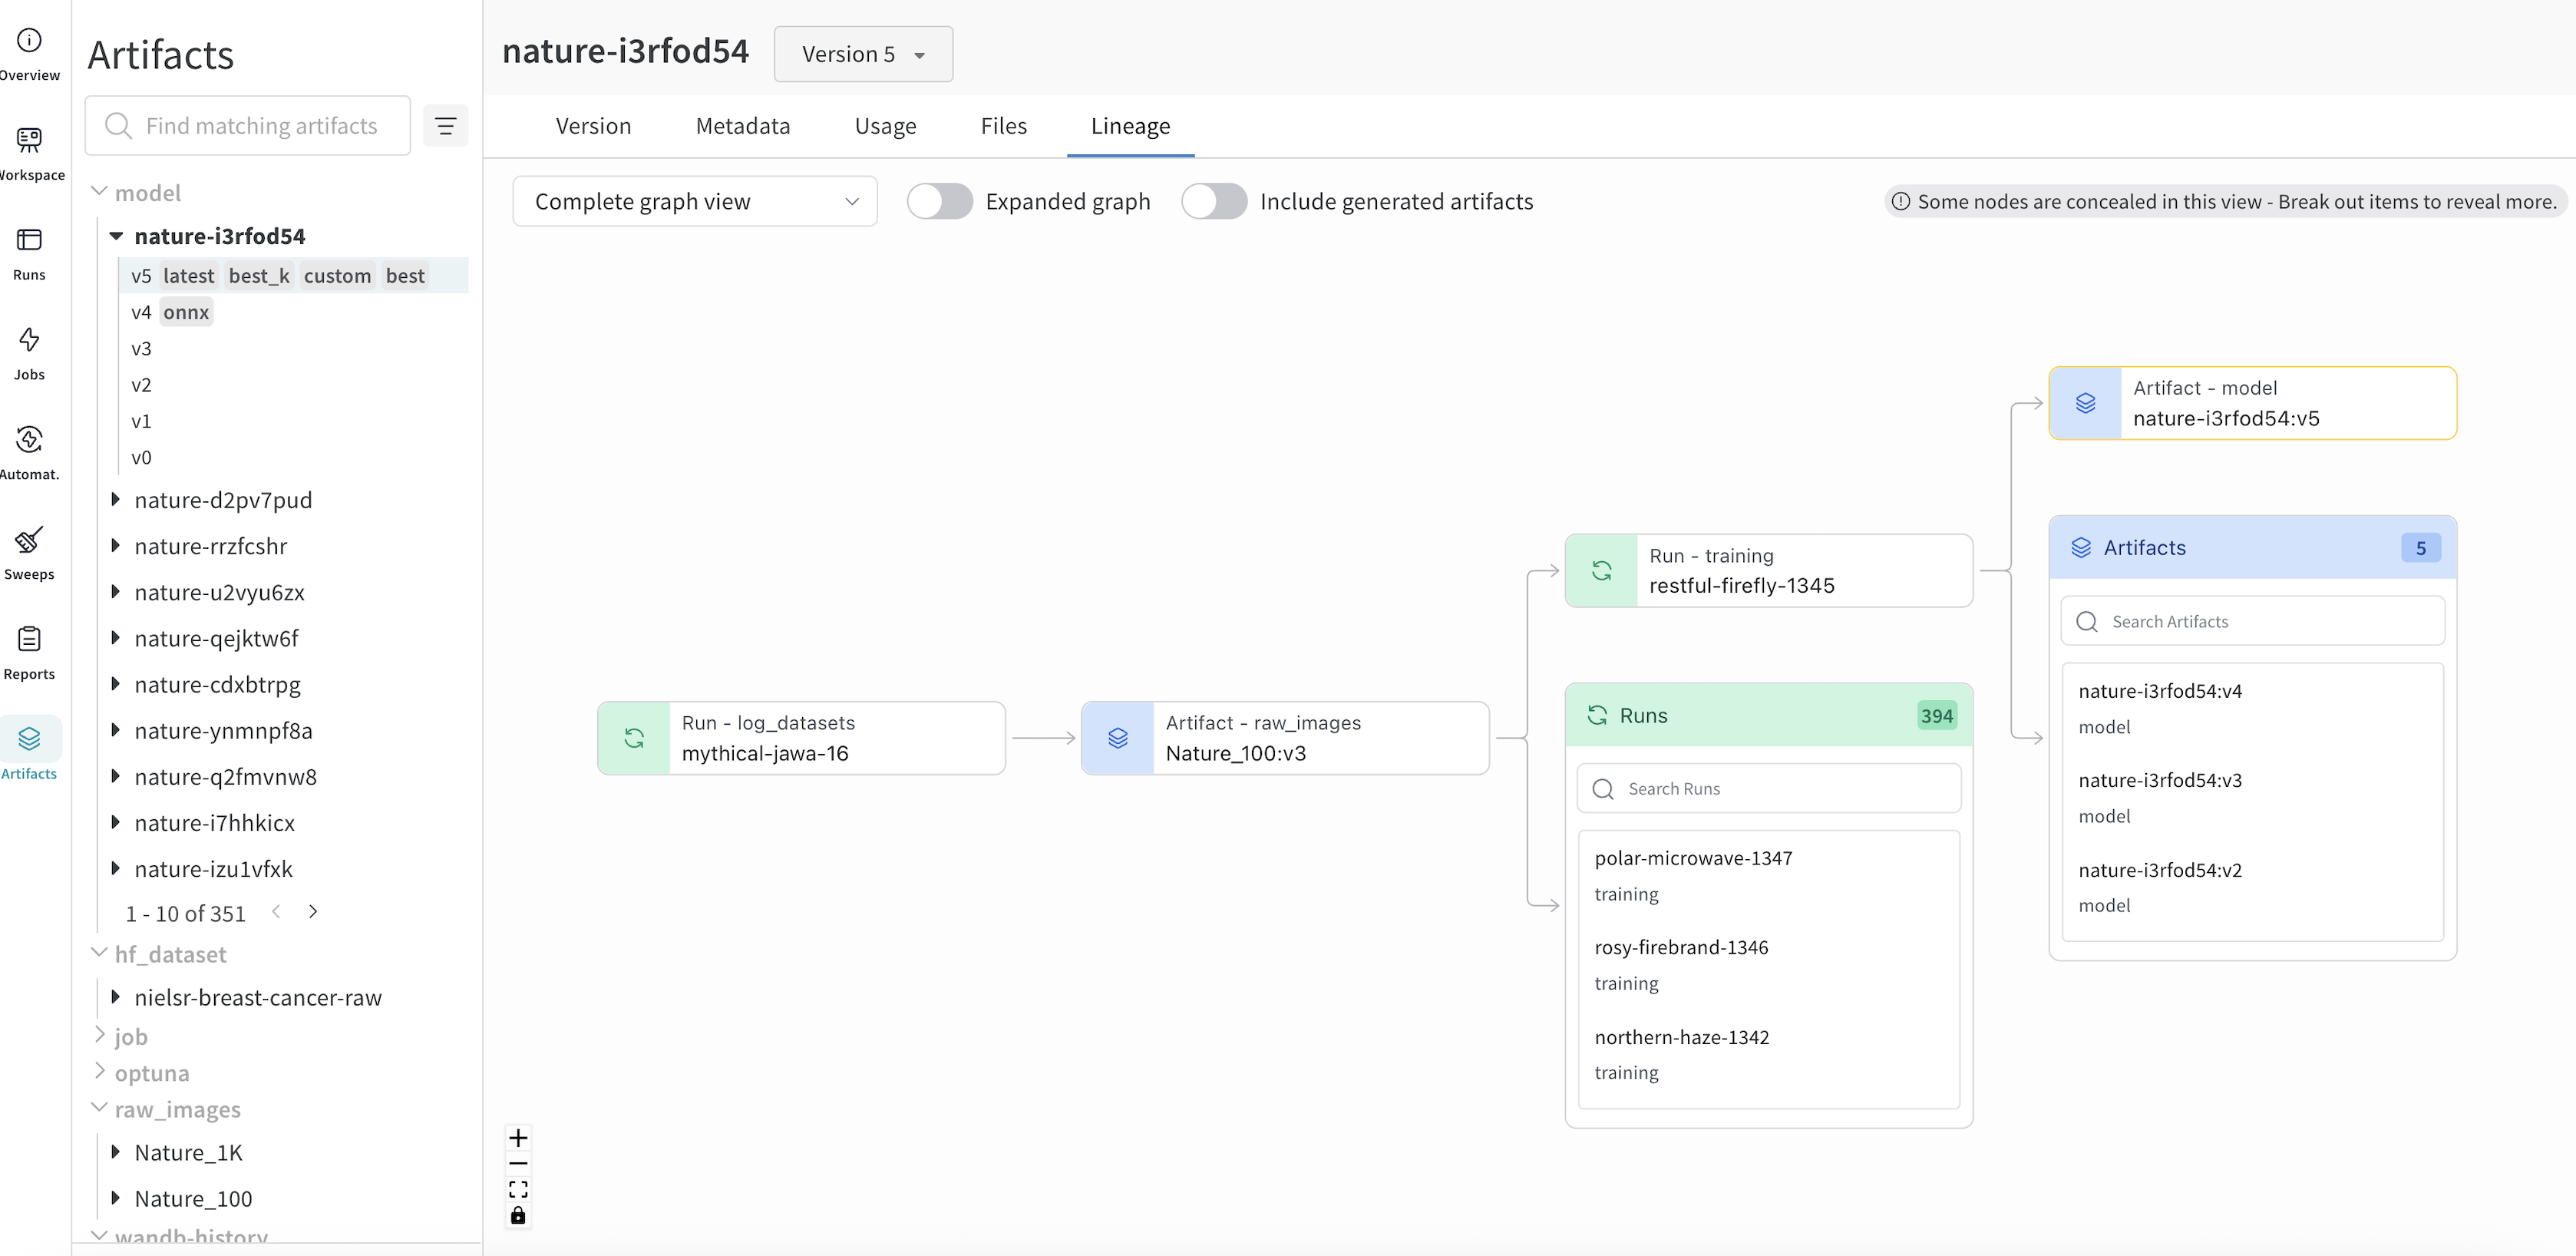 Overview
Workspace
Runs
Jobs
Automat.
Sweeps
Reports
Artifacts
Artifacts
Find matching artifacts
model
nature-i3rfod54
v5 latest best_k custom best
v4 onnx
v3
v2
v1
v0
nature-d2pv7pud
nature-rrzfcshr
nature-u2vyu6zx
nature-qejktw6f
nature-cdxbtrpg
nature-ynmnpf8a
nature-q2fmvnw8
nature-i7hhkicx
nature-izu1vfxk
1 - 10 of 351
hf_dataset
nielsr-breast-cancer-raw
job
optuna
raw_images
Nature_1K
Nature_100
wandb-history
nature-i3rfod54 Version 5
Version Metadata Usage Files Lineage
Complete graph view Expanded graph Include generated artifacts Some nodes are concealed in this view - Break out items to reveal more.
Run - log_datasets
mythical-jawa-16
Artifact - raw_images
Nature_100:v3
Run - training
restful-firefly-1345
Runs 394
Search Runs
polar-microwave-1347
training
rosy-firebrand-1346
training
northern-haze-1342
training
Artifact - model
nature-i3rfod54:v5
Artifacts 5
Search Artifacts
nature-i3rfod54:v4
model
nature-i3rfod54:v3
model
nature-i3rfod54:v2
model